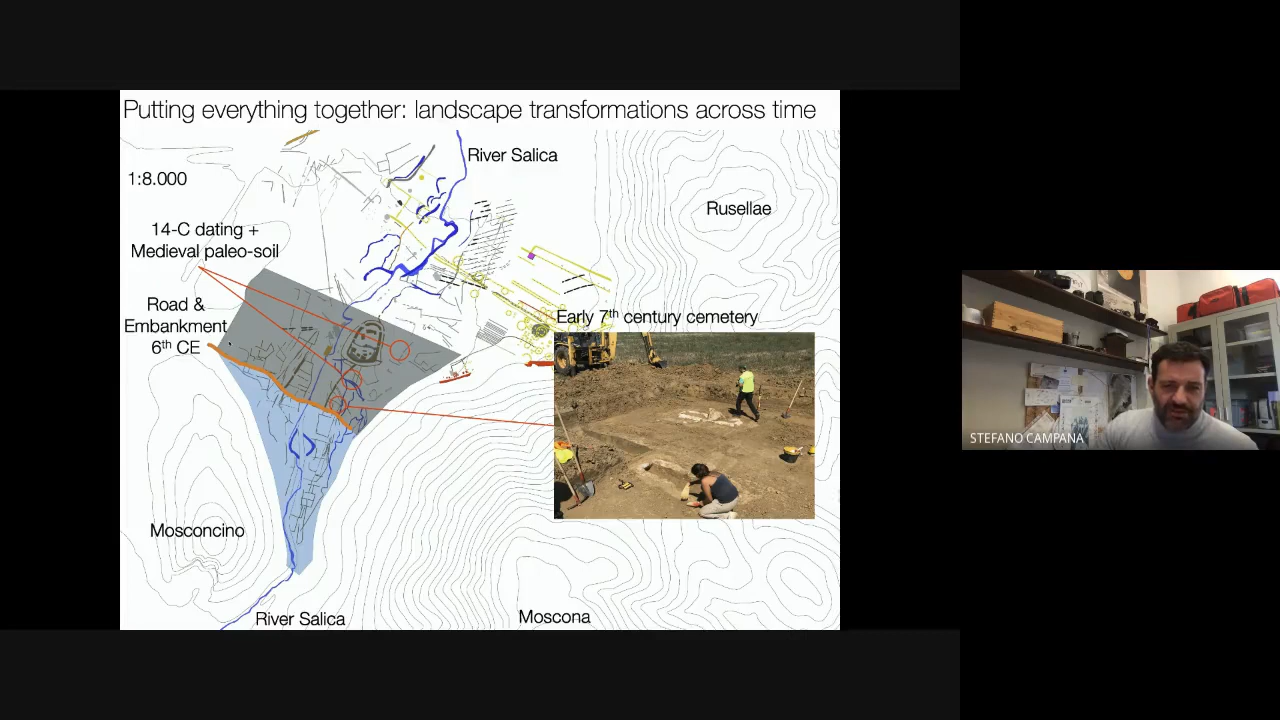 Putting everything together: landscape transformations across time
River Salica
1:8.000
Rusellae
14-C dating +
Medieval paleo-soil
Road &
Embankment
6th CE
Early 7th century cemetery
STEFANO CAMPANA
Mosconcino
River Salica
Moscona